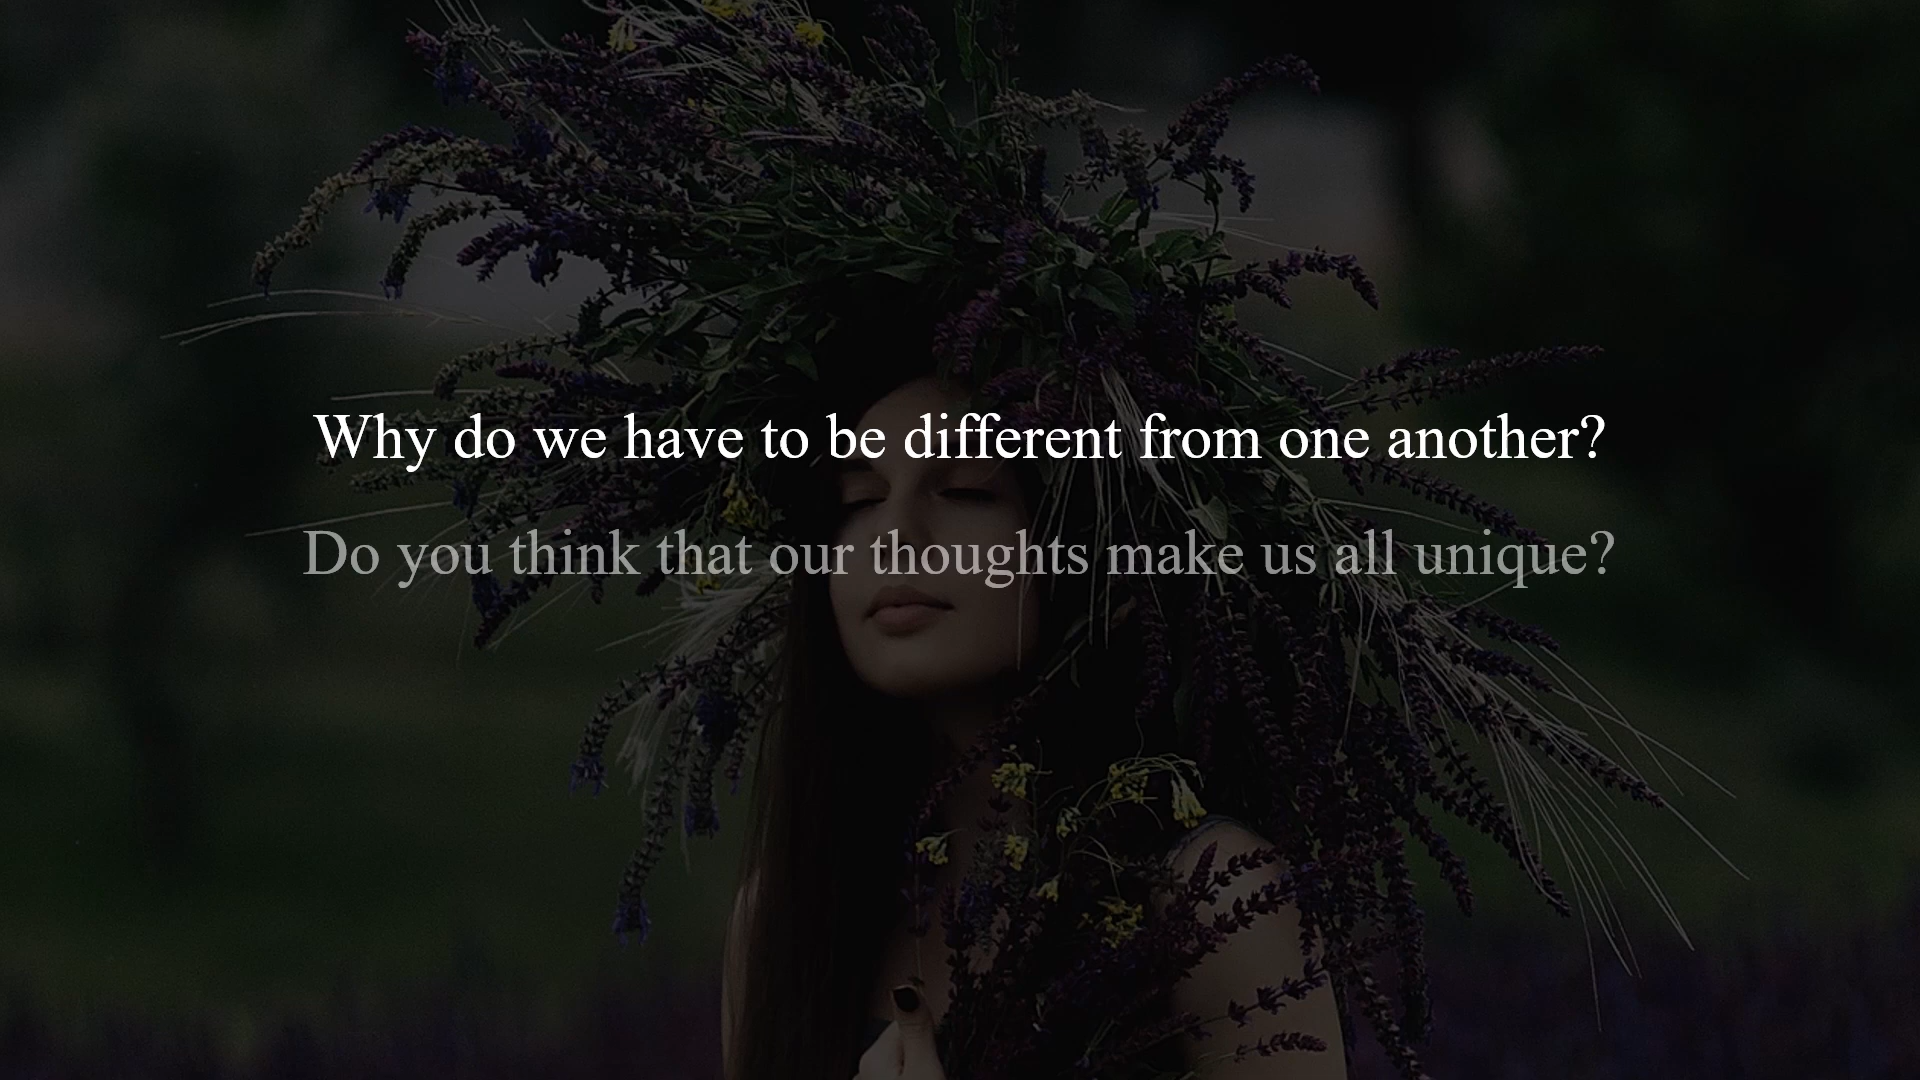 Why do we have to be different from one another?
Do you think that our thoughts make us all unique?